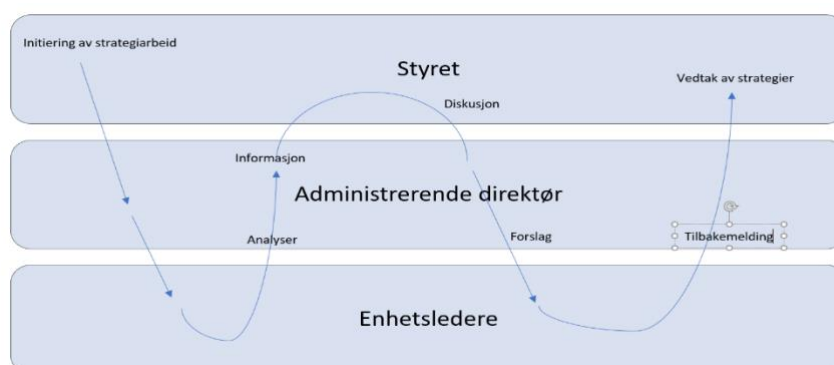 Initiering av strategiarbeid
Styret
Vedtak av strategier
Diskusjon
Informasjon
Administrerende direktør
Analyser
Forslag
Tilbakemelding
Enhetsledere